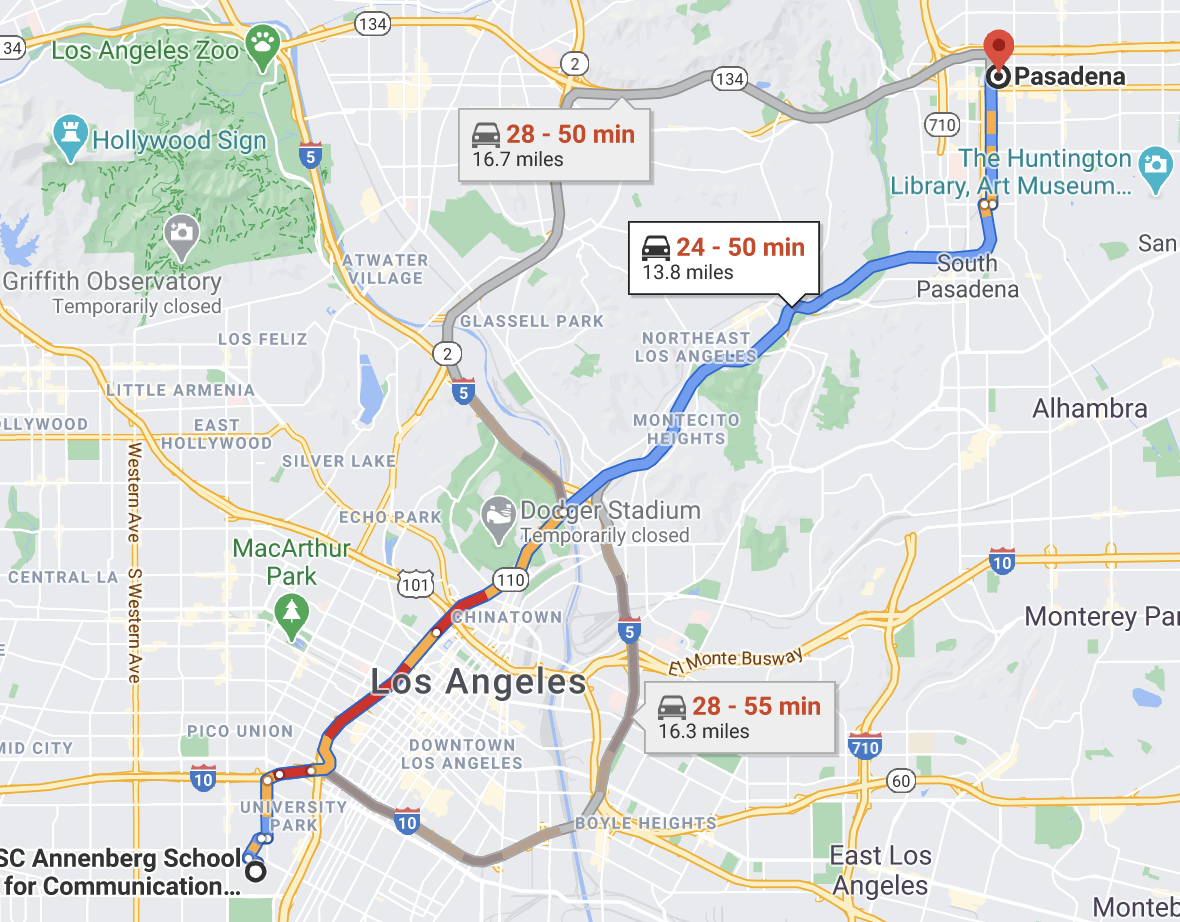 134
34
Los Angeles Zoo
2
134
Pasadena
28 - 50 min
16.7 miles
710
Hollywood Sign
5
The Huntington
Library, Art Museum...
24 - 50 min
13.8 miles
San
Griffith Observatory
Temporarily closed
ATWATER
VILLAGE
South
Pasadena
LOS FELIZ
GLASSELL PARK
NORTHEAST
LOS ANGELES
2
5
LITTLE ARMENIA
OLLYWOOD
EAST
HOLLYWOOD
SILVER LAKE
MONTECITO
HEIGHTS
Alhambra
Western Ave
ECHO PARK
Dodger Stadium
Temporarily closed
MacArthur
Park
CENTRAL LA
S Western Ave
101
110
10
CHINATOWN
5
Monterey Par
El Monte Busway
Los Angeles
28 - 55 min
16.3 miles
PICO UNION
MID CITY
DOWNTOWN
LOS ANGELES
710
10
60
UNIVERSITY
PARK
10
BOYLE HEIGHTS
SC Annenberg School
for Communication...
East Los
Angeles
Monteb